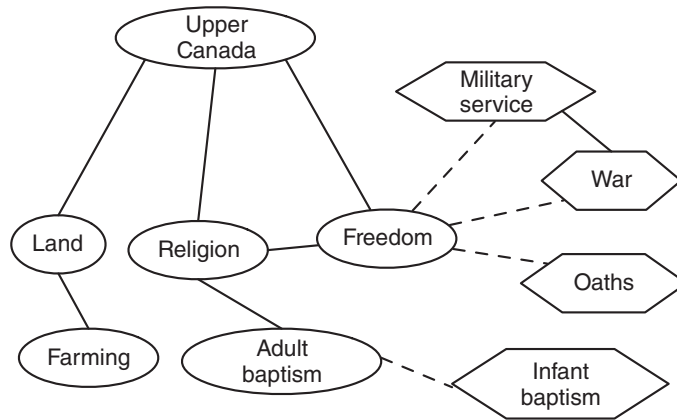 Upper
Canada
Military
service
War
Land
Religion
Freedom
Oaths
Farming
Adult
baptism
Infant
baptism